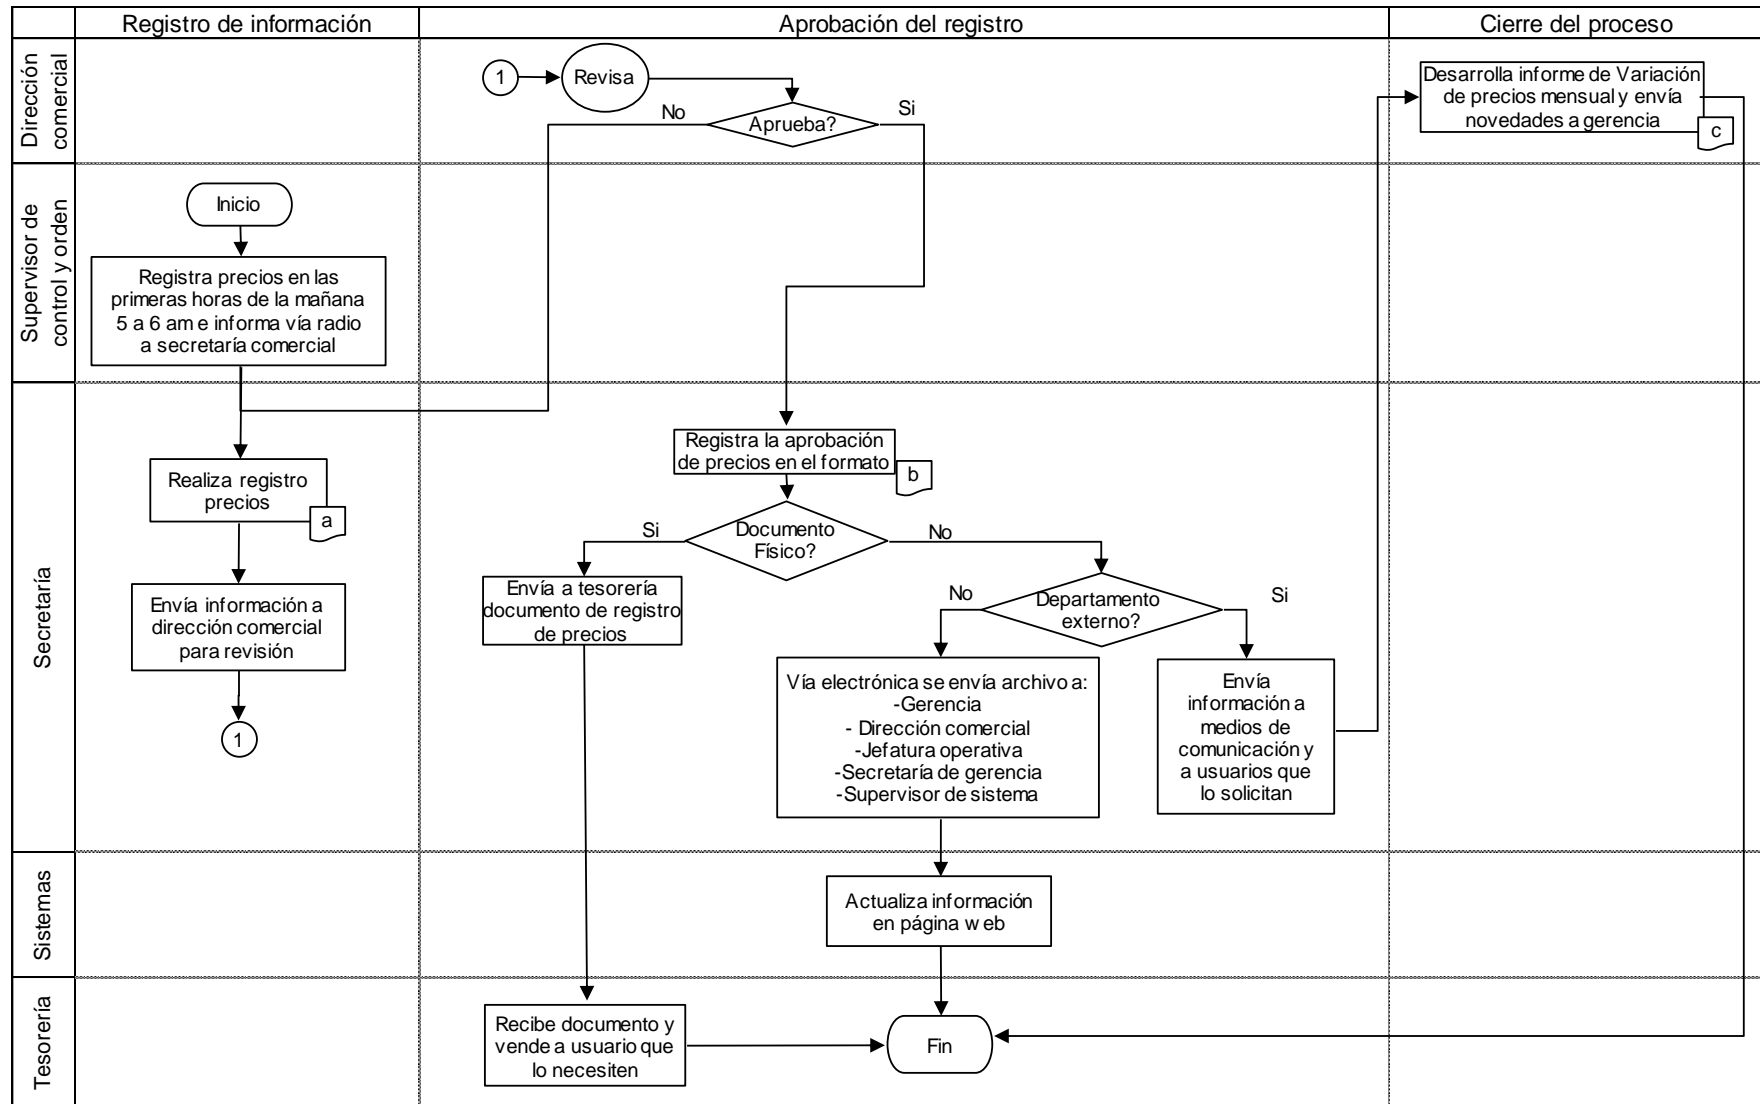 Registro de información
Aprobación del registro
Cierre del proceso
Dirección
comercial
1
Revisa
Aprueba?
No
Si
Desarrolla informe de Variación
de precios mensual y envía
novedades a gerencia
c
Supervisor de
control y orden
Inicio
Registra precios en las
primeras horas de la mañana
5 a 6 am e informa vía radio
a secretaría comercial
Secretaría
Realiza registro
precios
a
Envía información a
dirección comercial
para revisión
1
Registra la aprobación
de precios en el formato
b
Documento
Físico?
Si
No
Envía a tesorería
documento de registro
de precios
Departamento
externo?
No
Si
Vía electrónica se envía archivo a:
-Gerencia
- Dirección comercial
-Jefatura operativa
-Secretaría de gerencia
-Supervisor de sistema
Envía
información a
medios de
comunicación y
a usuarios que
lo solicitan
Sistemas
Actualiza información
en página web
Tesorería
Recibe documento y
vende a usuario que
lo necesiten
Fin